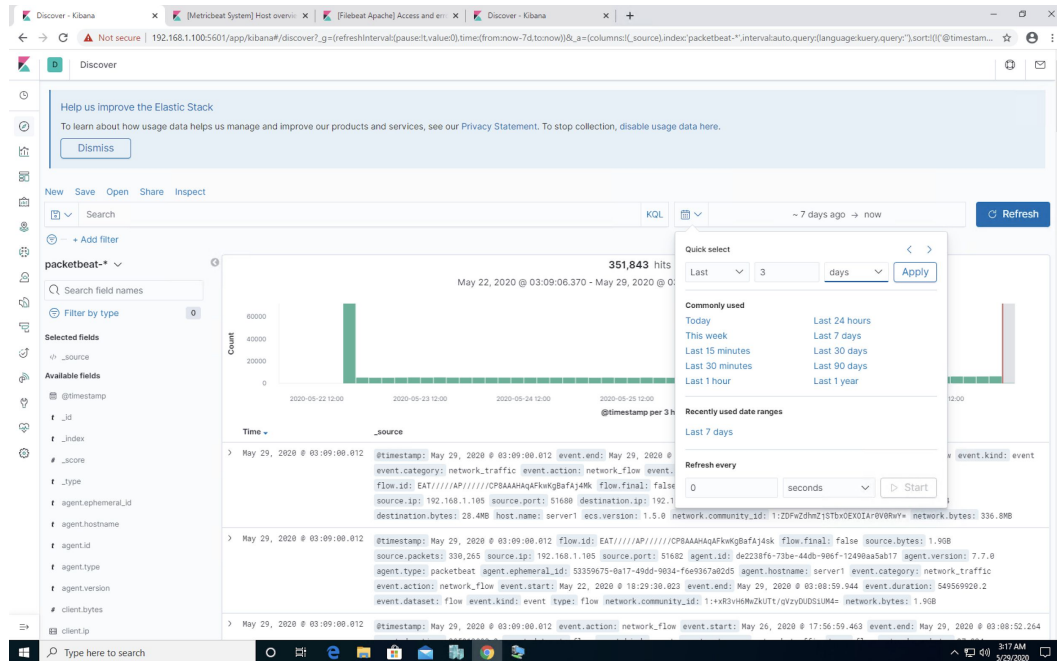 Discover - Kibana
[Metricbeat System] Host overvie
[Filebeat Apache] Access and erro
Discover - Kibana
Not secure | 192.168.1.100:5601/app/kibana#/discover?_g=(refreshInterval:(pause:!t,value:0),time:(from:now-7d,to:now))&_a=(columns:!(_source),index:'packetbeat-*',interval:auto,query:(language:kuery,query:''),sort:!(!('@timestam...
D Discover
Help us improve the Elastic Stack
To learn about how usage data helps us manage and improve our products and services, see our Privacy Statement. To stop collection, disable usage data here.
Dismiss
New Save Open Share Inspect
Search KQL ~ 7 days ago → now Refresh
+ Add filter
packetbeat-*
Search field names
Filter by type 0
Selected fields
_source
Available fields
@timestamp
t _id
t _index
# _score
t _type
t agent.ephemeral_id
t agent.hostname
t agent.id
t agent.type
t agent.version
# client.bytes
client.ip
351,843 hits
May 22, 2020 @ 03:09:06.370 - May 29, 2020 @ 03
Count
60000
40000
20000
0
2020-05-22 12:00 2020-05-23 12:00 2020-05-24 12:00 2020-05-25 12:00 12:00
@timestamp per 3 h
Quick select
Last 3 days Apply
Commonly used
Today Last 24 hours
This week Last 7 days
Last 15 minutes Last 30 days
Last 30 minutes Last 90 days
Last 1 hour Last 1 year
Recently used date ranges
Last 7 days
Refresh every
0 seconds Start
Time _source
May 29, 2020 @ 03:09:00.012 @timestamp: May 29, 2020 @ 03:09:00.012 event.end: May 29, 2020 @ w event.kind: event
event.category: network_traffic event.action: network_flow event.
flow.final: false
source.ip: 192.168.1.105 source.port: 51680 destination.ip: 192.1
destination.bytes: 28.4MB host.name: server1 ecs.version: 1.5.0 network.community_id: network.bytes: 336.8MB
May 29, 2020 @ 03:09:00.012 @timestamp: May 29, 2020 @ 03:09:00.012 flow.id: flow.final: false source.bytes: 1.9GB
source.packets: 330,265 source.ip: 192.168.1.105 source.port: 51682 agent.id: de2238f6-73be-44db-906f-12490aa5ab17 agent.version: 7.7.0
agent.type: packetbeat agent.ephemeral_id: 53359675-0a17-49dd-9034-f6e9367a02d5 agent.hostname: server1 event.category: network_traffic
event.action: network_flow event.start: May 22, 2020 @ 18:29:30.023 event.end: May 29, 2020 @ 03:08:59.944 event.duration: 549569920.2
event.dataset: flow event.kind: event type: flow network.community_id: network.bytes: 1.9GB
May 29, 2020 @ 03:09:00.012 @timestamp: May 29, 2020 @ 03:09:00.012 event.action: network_flow event.start: May 26, 2020 @ 17:56:59.463 event.end: May 29, 2020 @ 03:08:52.264
Type here to search
3:17 AM
5/29/2020